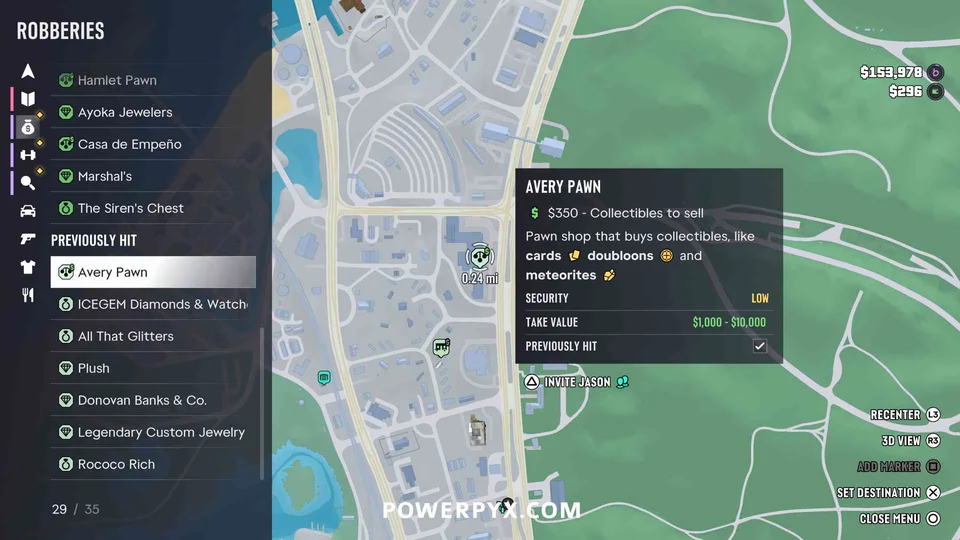 ROBBERIES
Hamlet Pawn
Ayoka Jewelers
Casa de Empeño
Marshal's
The Siren's Chest
PREVIOUSLY HIT
Avery Pawn
ICEGEM Diamonds & Watch
All That Glitters
Plush
Donovan Banks & Co.
Legendary Custom Jewelry
Rococo Rich
29 / 35
$153,978
$296
0.24 mi
AVERY PAWN
$350 - Collectibles to sell
Pawn shop that buys collectibles, like
cards doubloons and
meteorites
SECURITY LOW
TAKE VALUE $1,000 - $10,000
PREVIOUSLY HIT
INVITE JASON
RECENTER L3
3D VIEW R3
ADD MARKER
SET DESTINATION
CLOSE MENU
POWERPYX.COM